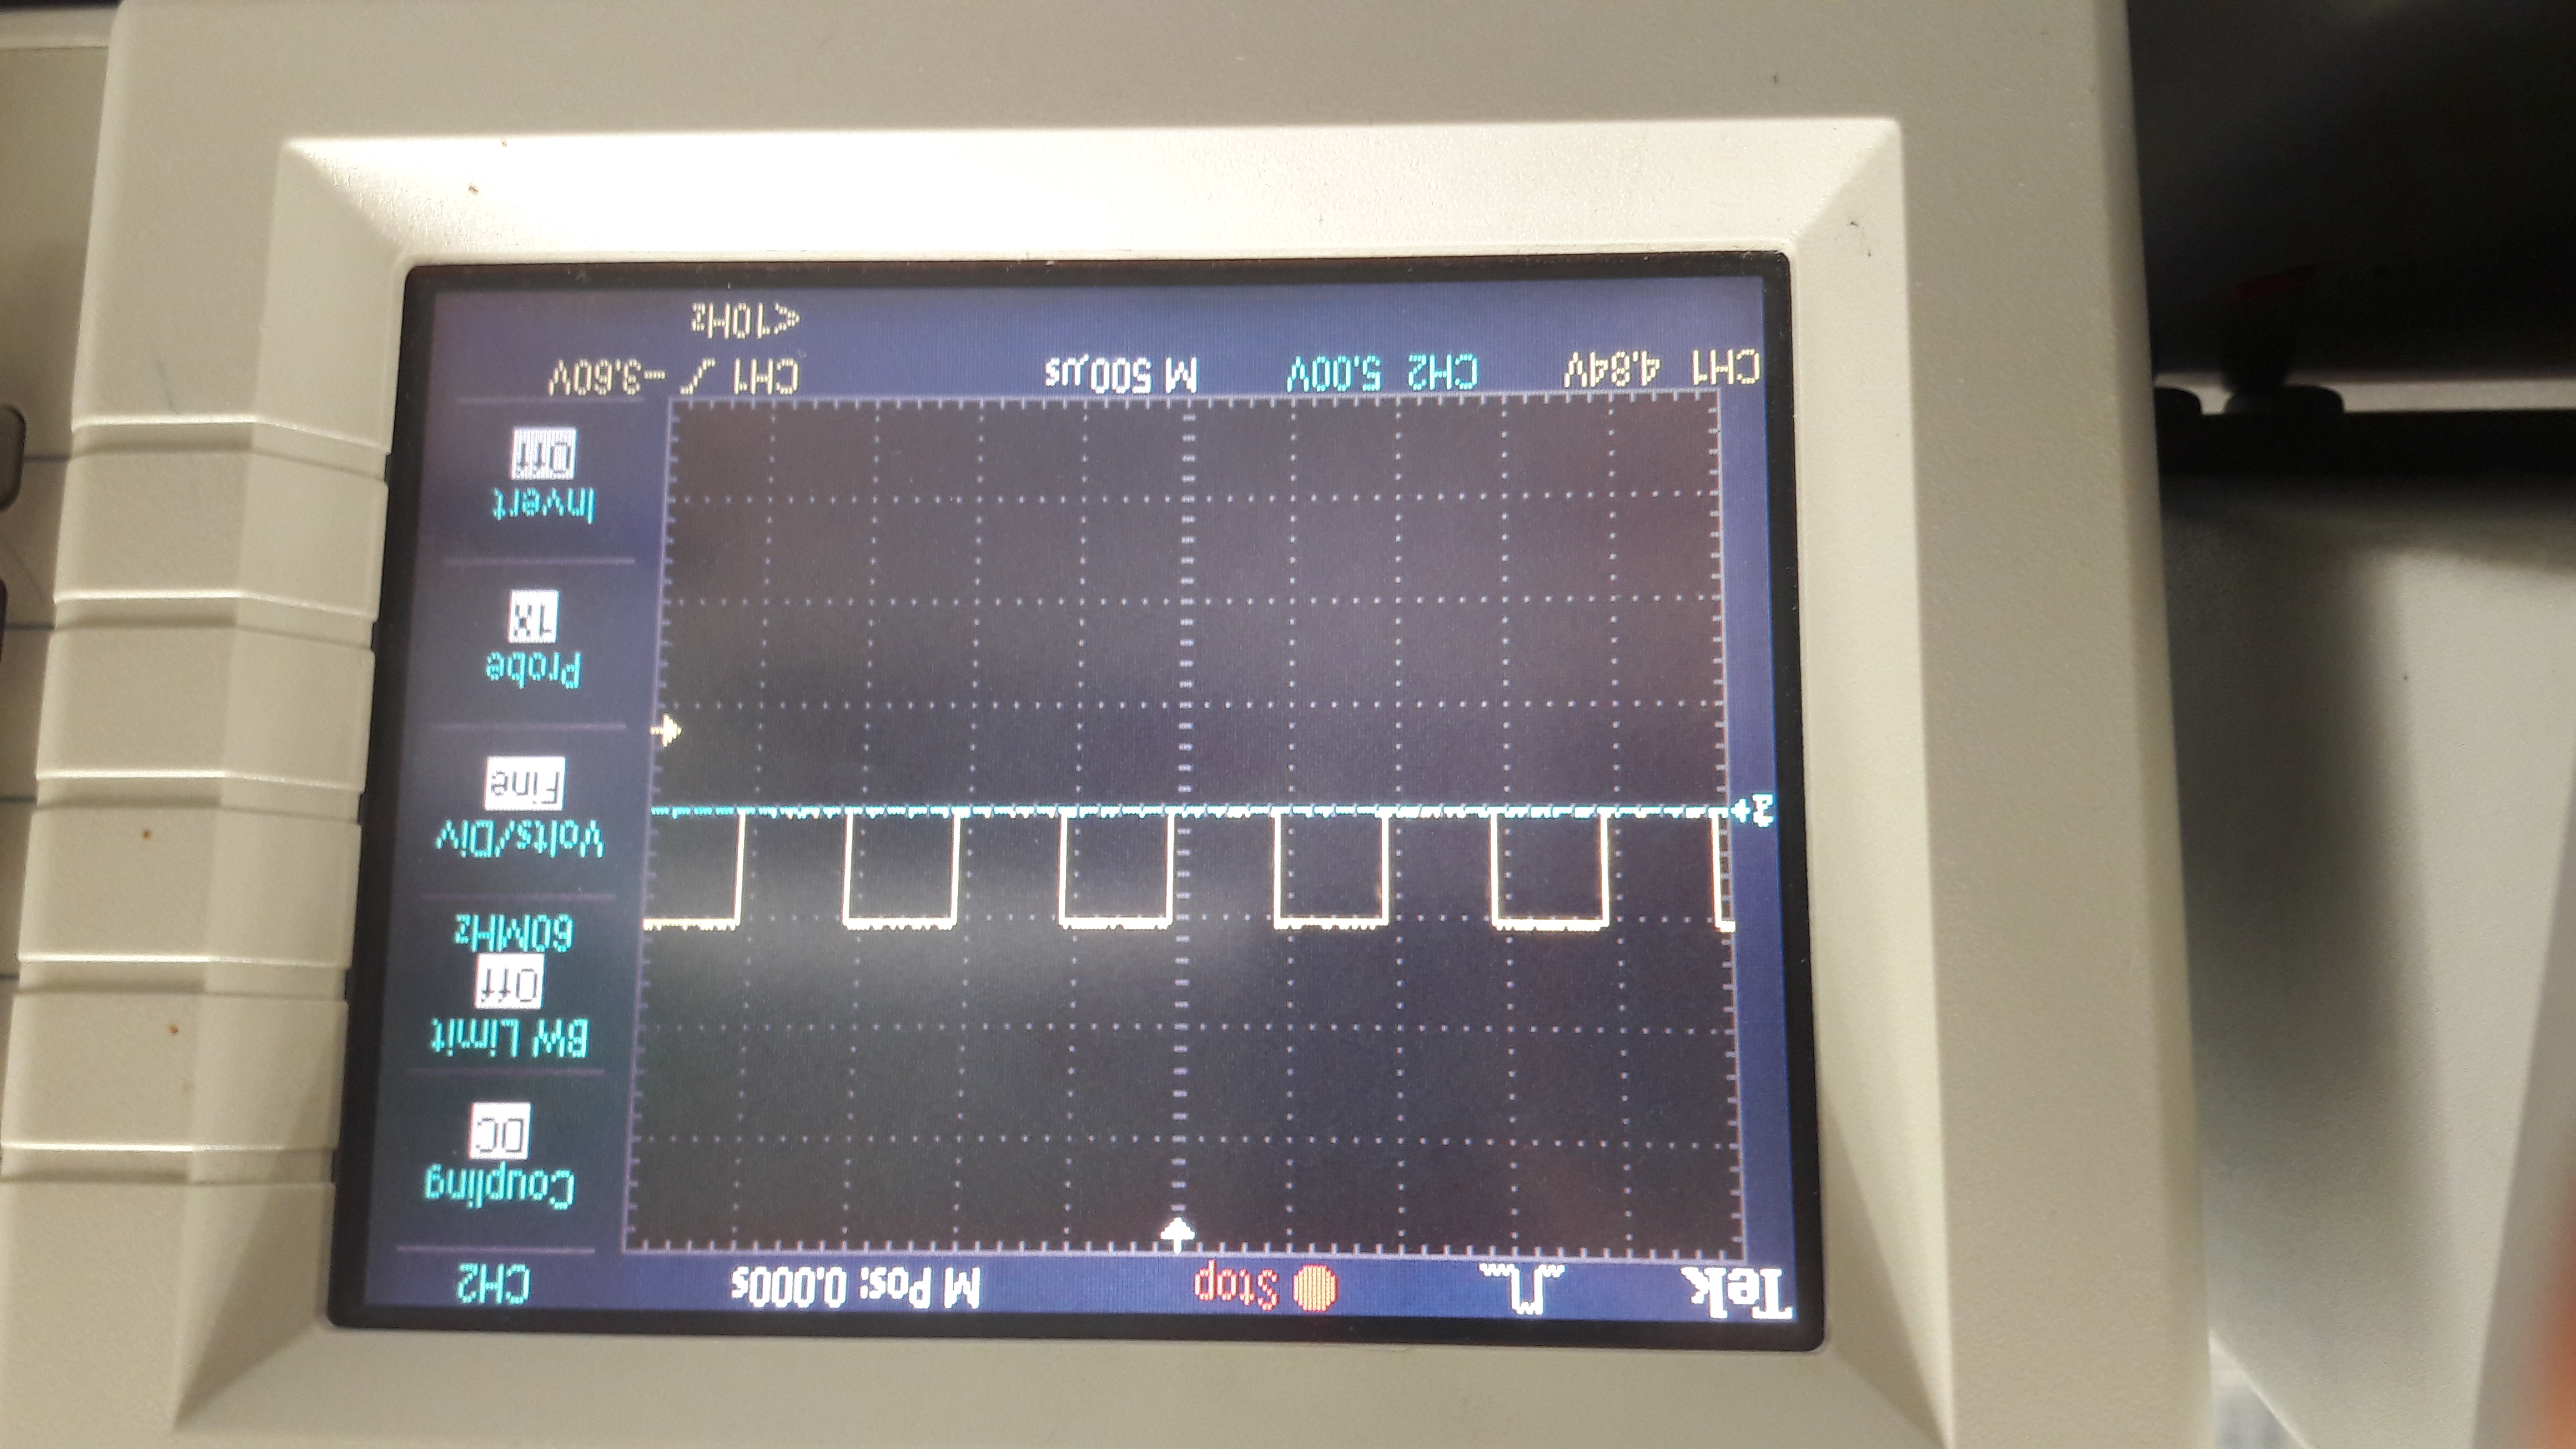 Tek Stop M Pos: 0.000s CH2
Coupling
DC
BW Limit
Off
60MHz
Volts/Div
Fine
2
Probe
1X
Invert
Off
CH1 4.84V CH2 5.00V M 500µs CH1 -3.60V
<10Hz